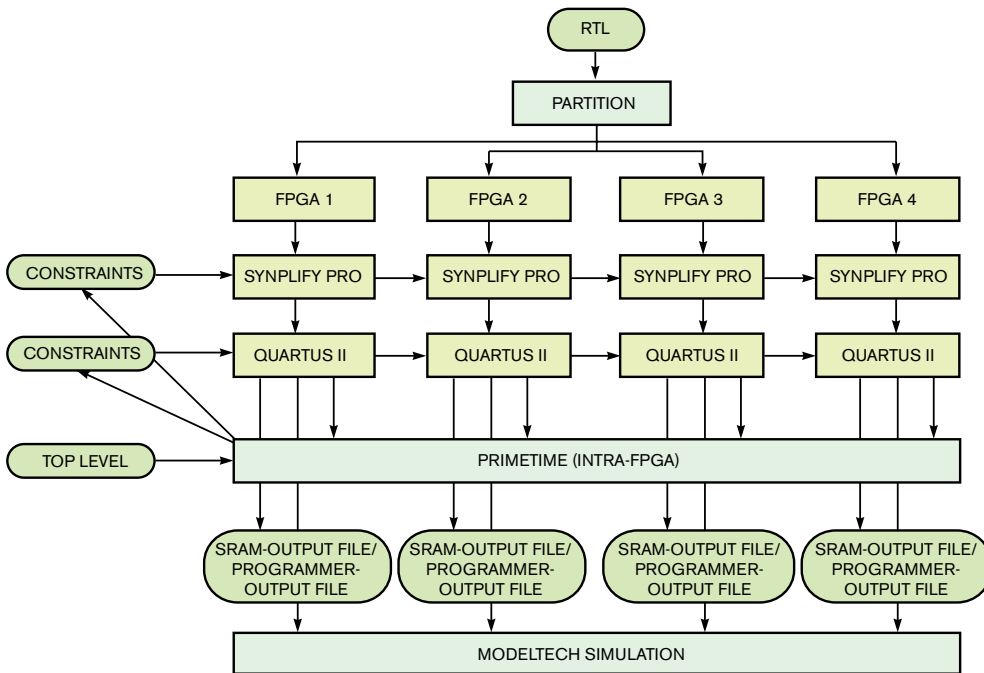 RTL
PARTITION
FPGA 1
FPGA 2
FPGA 3
FPGA 4
CONSTRAINTS
SYNPLIFY PRO
SYNPLIFY PRO
SYNPLIFY PRO
SYNPLIFY PRO
CONSTRAINTS
QUARTUS II
QUARTUS II
QUARTUS II
QUARTUS II
TOP LEVEL
PRIMETIME (INTRA-FPGA)
SRAM-OUTPUT FILE/
PROGRAMMER-
OUTPUT FILE
SRAM-OUTPUT FILE/
PROGRAMMER-
OUTPUT FILE
SRAM-OUTPUT FILE/
PROGRAMMER-
OUTPUT FILE
SRAM-OUTPUT FILE/
PROGRAMMER-
OUTPUT FILE
MODELTECH SIMULATION